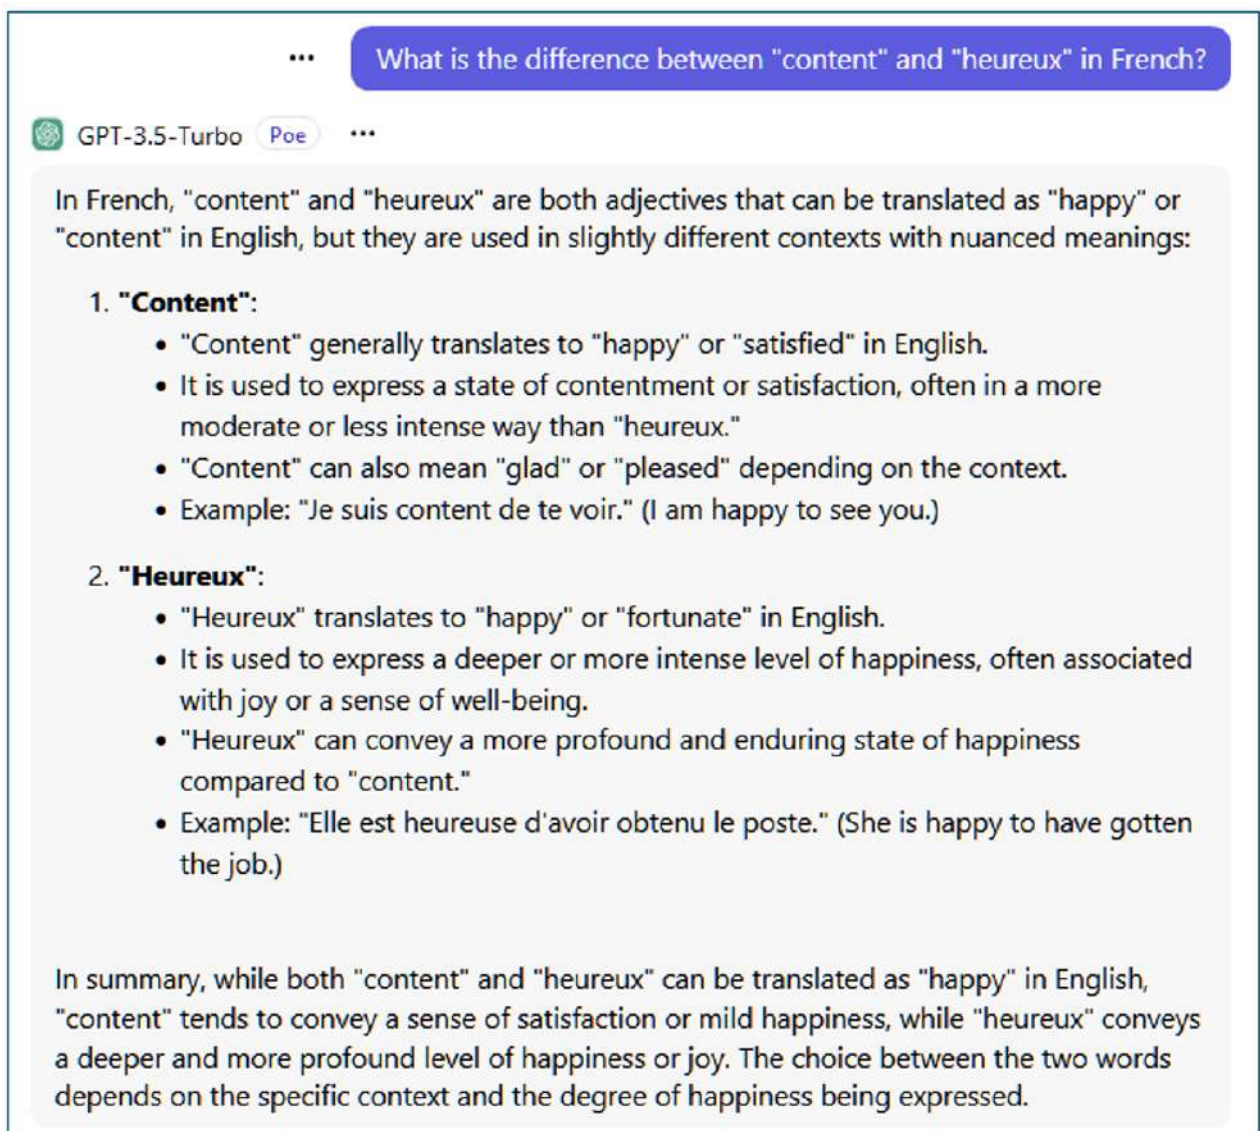 ... What is the difference between "content" and "heureux" in French?
GPT-3.5-Turbo Poe ...
In French, "content" and "heureux" are both adjectives that can be translated as "happy" or
"content" in English, but they are used in slightly different contexts with nuanced meanings:
1. "Content":
• "Content" generally translates to "happy" or "satisfied" in English.
• It is used to express a state of contentment or satisfaction, often in a more
moderate or less intense way than "heureux."
• "Content" can also mean "glad" or "pleased" depending on the context.
• Example: "Je suis content de te voir." (I am happy to see you.)
2. "Heureux":
• "Heureux" translates to "happy" or "fortunate" in English.
• It is used to express a deeper or more intense level of happiness, often associated
with joy or a sense of well-being.
• "Heureux" can convey a more profound and enduring state of happiness
compared to "content."
• Example: "Elle est heureuse d'avoir obtenu le poste." (She is happy to have gotten
the job.)
In summary, while both "content" and "heureux" can be translated as "happy" in English,
"content" tends to convey a sense of satisfaction or mild happiness, while "heureux" conveys
a deeper and more profound level of happiness or joy. The choice between the two words
depends on the specific context and the degree of happiness being expressed.